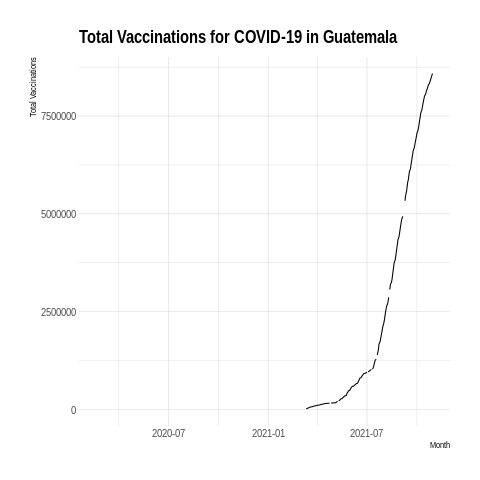 Total Vaccinations for COVID-19 in Guatemala
Total Vaccinations
7500000
5000000
2500000
0
2020-07 2021-01 2021-07
Month